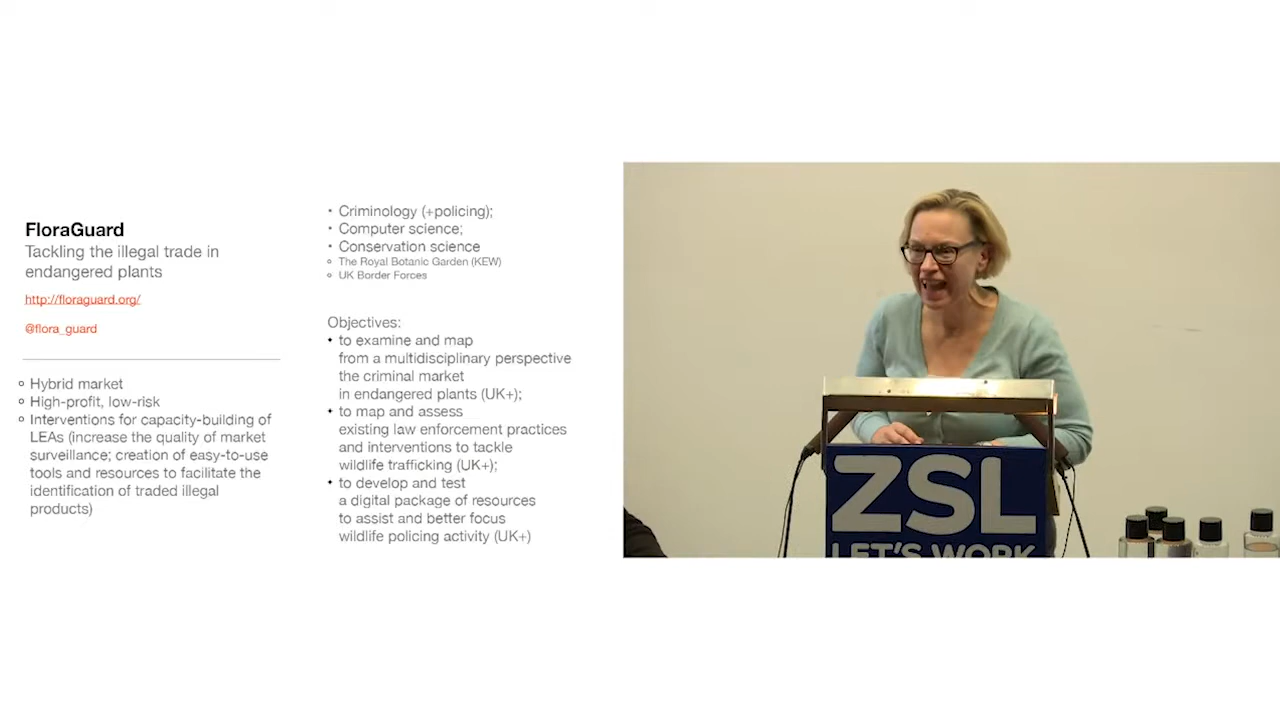 FloraGuard
Tackling the illegal trade in
endangered plants
http://floraguard.org/
@flora_guard
Hybrid market
High-profit, low-risk
Interventions for capacity-building of
LEAs (increase the quality of market
surveillance; creation of easy-to-use
tools and resources to facilitate the
identification of traded illegal
products)
Criminology (+policing);
Computer science;
Conservation science
The Royal Botanic Garden (KEW)
UK Border Forces
Objectives:
to examine and map
from a multidisciplinary perspective
the criminal market
in endangered plants (UK+);
to map and assess
existing law enforcement practices
and interventions to tackle
wildlife trafficking (UK+);
to develop and test
a digital package of resources
to assist and better focus
wildlife policing activity (UK+)
ZSL
LET'S WORK